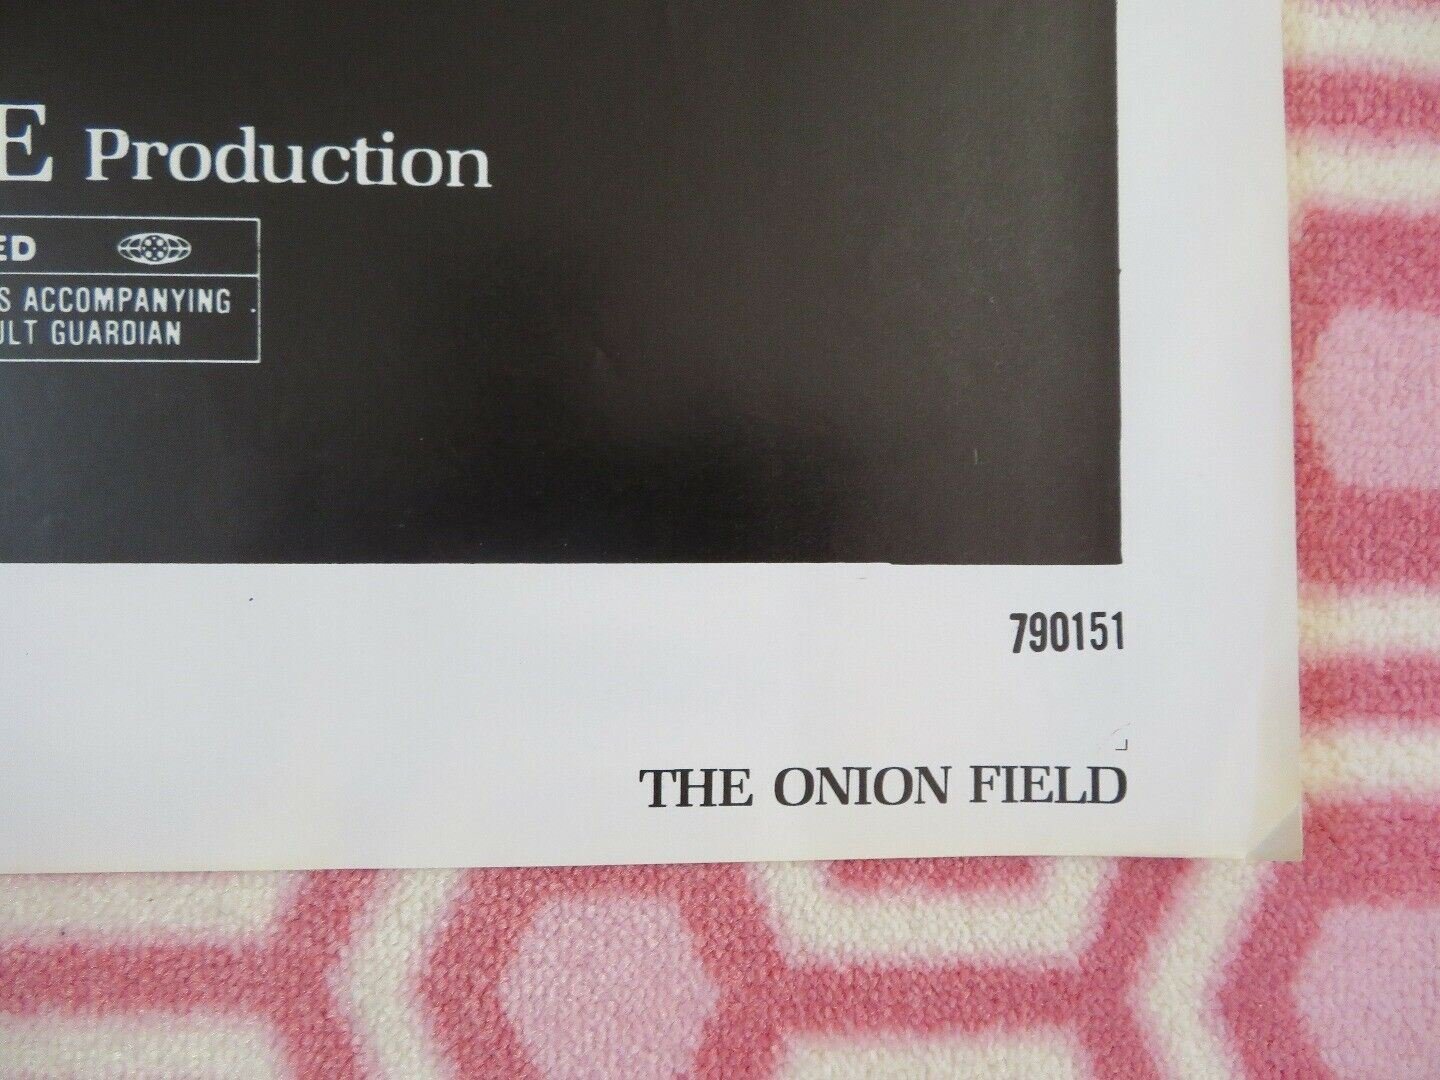 E Production
ED
S ACCOMPANYING
ULT GUARDIAN
790151
THE ONION FIELD